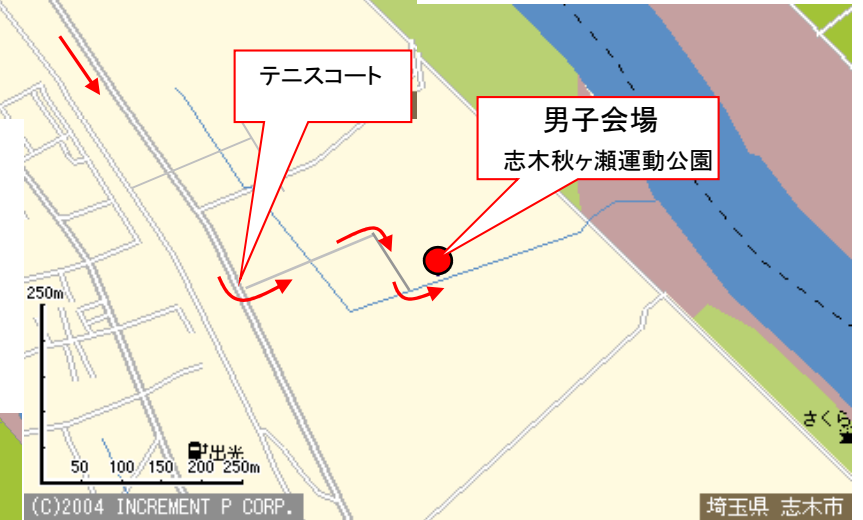 テニスコート
男子会場
志木秋ヶ瀬運動公園
250m
さくら
出光
50 100 150 200 250m
(C)2004 INCREMENT P CORP.
埼玉県 志木市